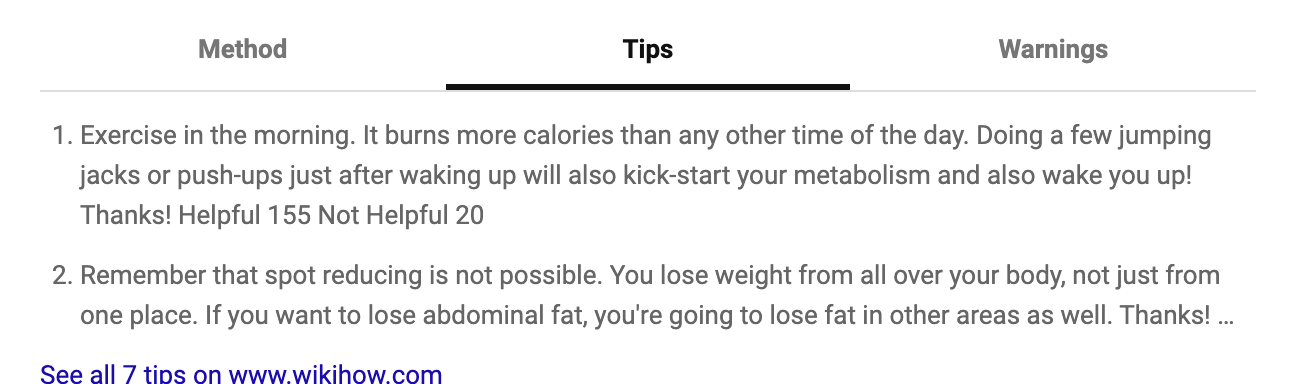 Method
Tips
Warnings
1. Exercise in the morning. It burns more calories than any other time of the day. Doing a few jumping
jacks or push-ups just after waking up will also kick-start your metabolism and also wake you up!
Thanks! Helpful 155 Not Helpful 20
2. Remember that spot reducing is not possible. You lose weight from all over your body, not just from
one place. If you want to lose abdominal fat, you're going to lose fat in other areas as well. Thanks! ...
See all 7 tips on www.wikihow.com